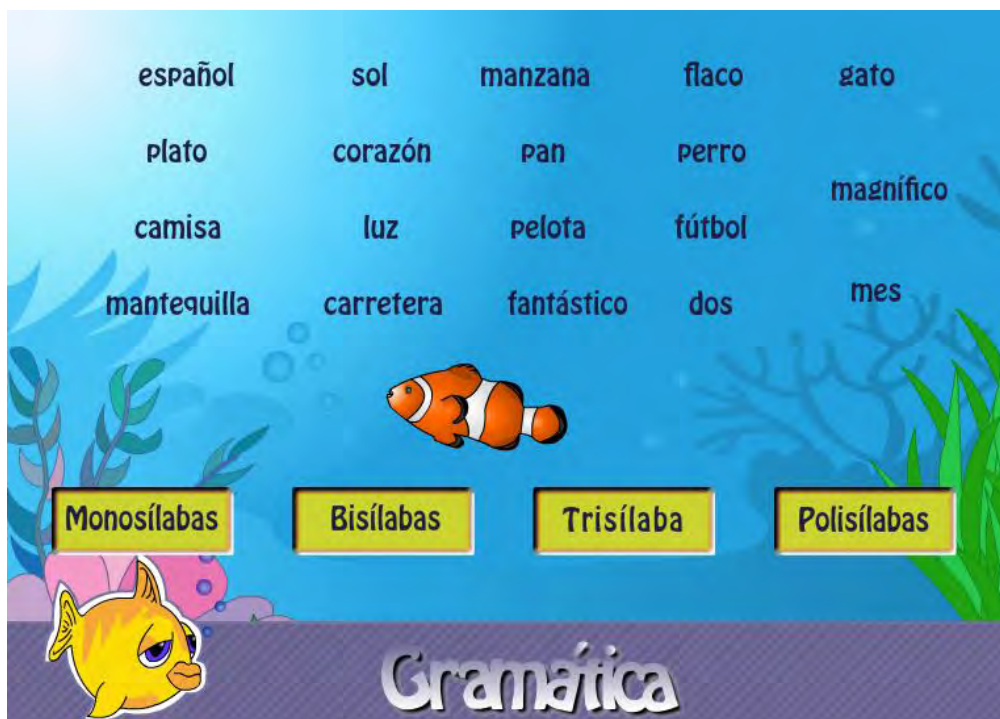 español sol manzana flaco gato
plato corazón pan perro
magnífico
camisa luz pelota fútbol
mantequilla carretera fantástico dos mes
Monosílabas Bisílabas Trisílaba Polisílabas
Gramática